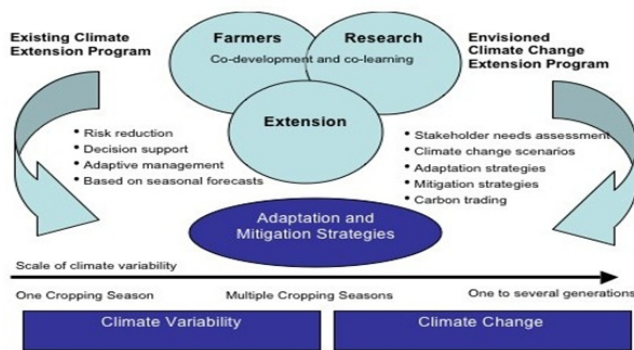 Existing Climate
Extension Program
Farmers
Research
Co-development and co-learning
Envisioned
Climate Change
Extension Program
Extension
• Risk reduction
• Decision support
• Adaptive management
• Based on seasonal forecasts
• Stakeholder needs assessment
• Climate change scenarios
• Adaptation strategies
• Mitigation strategies
• Carbon trading
Adaptation and
Mitigation Strategies
Scale of climate variability
One Cropping Season
Multiple Cropping Seasons
One to several generations
Climate Variability
Climate Change